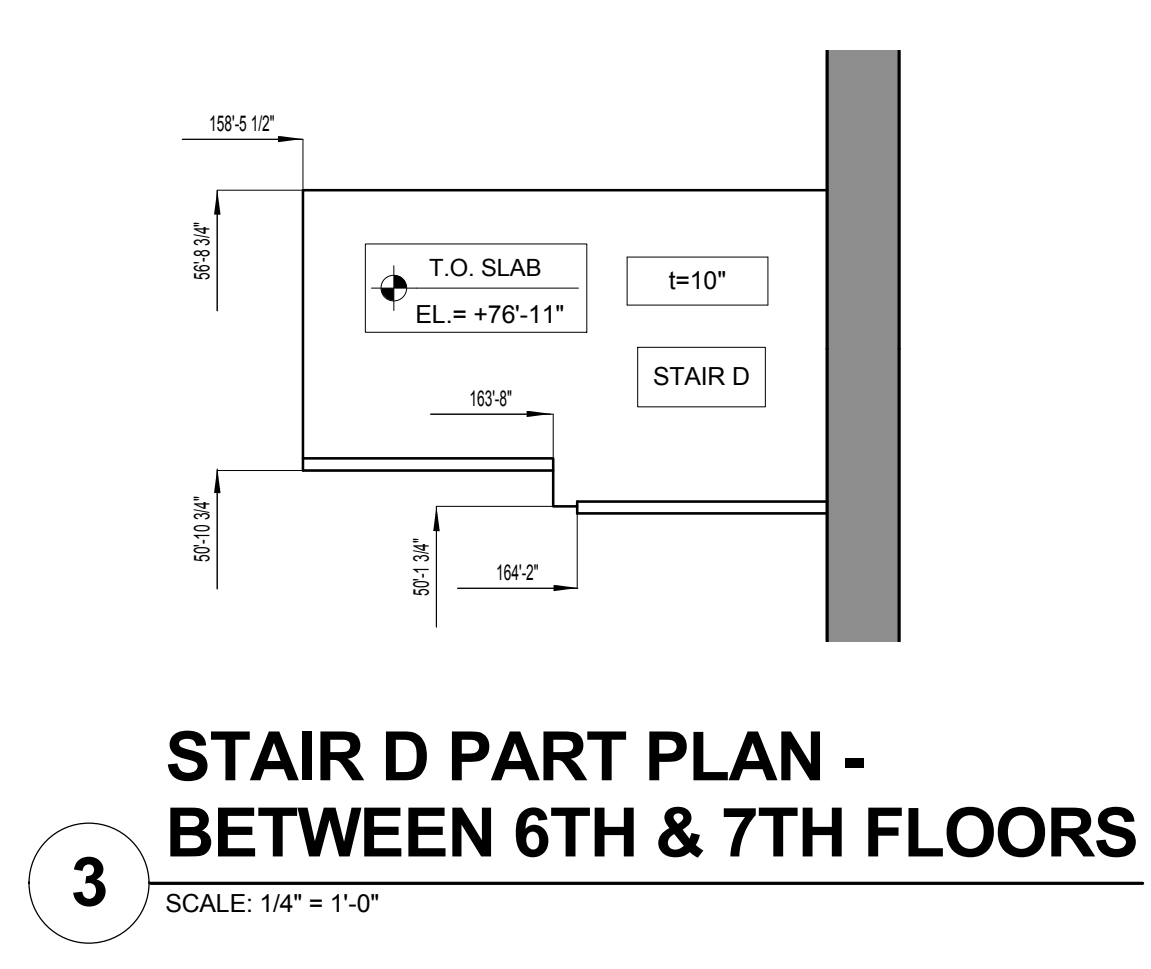 158'-5 1/2"
56'-8 3/4"
T.O. SLAB
EL.= +76'-11"
t=10"
STAIR D
163'-8"
50'-10 3/4"
50'-1 3/4"
164'-2"
STAIR D PART PLAN -
BETWEEN 6TH & 7TH FLOORS
3
SCALE: 1/4" = 1'-0"